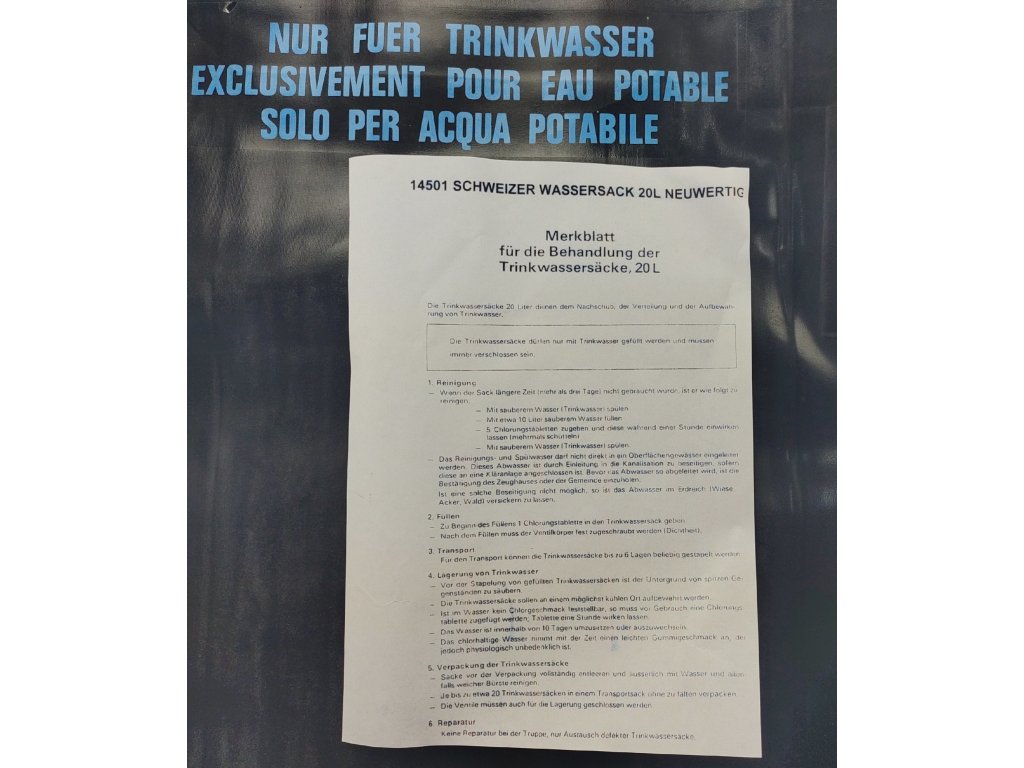 NUR FUER TRINKWASSER
EXCLUSIVEMENT POUR EAU POTABLE
SOLO PER ACQUA POTABILE
14501 SCHWEIZER WASSERSACK 20L NEUWERTIG
Merkblatt
für die Behandlung der
Trinkwassersäcke, 20 L
Die Trinkwassersäcke 20 Liter dienen dem Nachschub, der Verteilung und der Aufbewah-
rung von Trinkwasser.
Die Trinkwassersäcke dürfen nur mit Trinkwasser gefüllt werden und müssen
immer verschlossen sein.
1. Reinigung
– Wenn der Sack längere Zeit (mehr als drei Tage) nicht gebraucht wurde, ist er wie folgt zu
reinigen:
– Mit sauberem Wasser (Trinkwasser) spülen
– Mit etwa 10 Liter sauberem Wasser füllen
– 5 Chlorungstabletten zugeben und diese während einer Stunde einwirken
lassen (mehrmals schütteln)
– Mit sauberem Wasser (Trinkwasser) spülen.
– Das Reinigungs- und Spülwasser darf nicht direkt in ein Oberflächengewässer eingeleitet
werden. Dieses Abwasser ist durch Einleitung in die Kanalisation zu beseitigen, sofern
diese an eine Kläranlage angeschlossen ist. Bevor das Abwasser so abgeleitet wird, ist die
Bestätigung des Zeughauses oder der Gemeinde einzuholen.
Ist eine solche Beseitigung nicht möglich, so ist das Abwasser im Erdreich (Wiese,
Acker, Wald) versickern zu lassen.
2. Füllen
– Zu Beginn des Füllens 1 Chlorungstablette in den Trinkwassersack geben
– Nach dem Füllen muss der Ventilkörper fest zugeschraubt werden (Dichtheit).
3. Transport
Für den Transport können die Trinkwassersäcke bis zu 6 Lagen beliebig gestapelt werden.
4. Lagerung von Trinkwasser
– Vor der Stapelung von gefüllten Trinkwassersäcken ist der Untergrund von spitzen Ge-
genständen zu säubern.
– Die Trinkwassersäcke sollen an einem möglichst kühlen Ort aufbewahrt werden
– Ist im Wasser kein Chlorgeschmack feststellbar, so muss vor Gebrauch eine Chlorungs-
tablette zugefügt werden; Tablette eine Stunde wirken lassen.
– Das Wasser ist innerhalb von 10 Tagen umzusetzen oder auszuwechseln.
– Das chlorhaltige Wasser nimmt mit der Zeit einen leichten Gummigeschmack an, der
jedoch physiologisch unbedenklich ist.
5. Verpackung der Trinkwassersäcke
– Säcke vor der Verpackung vollständig entleeren und äusserlich mit Wasser und allen-
falls weicher Bürste reinigen.
– Je bis zu etwa 20 Trinkwassersäcken in einem Transportsack ohne zu falten verpacken.
– Die Ventile müssen auch für die Lagerung geschlossen werden.
6. Reparatur
Keine Reparatur bei der Truppe, nur Austausch defekter Trinkwassersäcke.